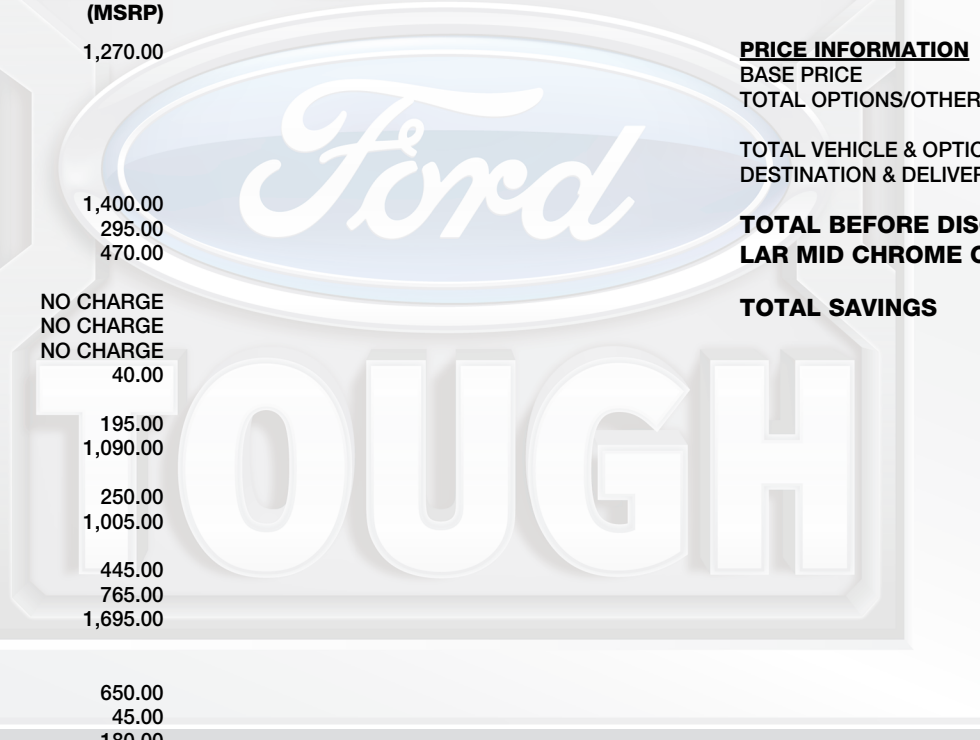 (MSRP)
1,270.00
1,400.00
295.00
470.00
NO CHARGE
NO CHARGE
NO CHARGE
40.00
195.00
1,090.00
250.00
1,005.00
445.00
765.00
1,695.00
650.00
45.00
180.00
PRICE INFORMATION
BASE PRICE
TOTAL OPTIONS/OTHER
TOTAL VEHICLE & OPTIO
DESTINATION & DELIVER
TOTAL BEFORE DIS
LAR MID CHROME
TOTAL SAVINGS
Ford
TOUGH